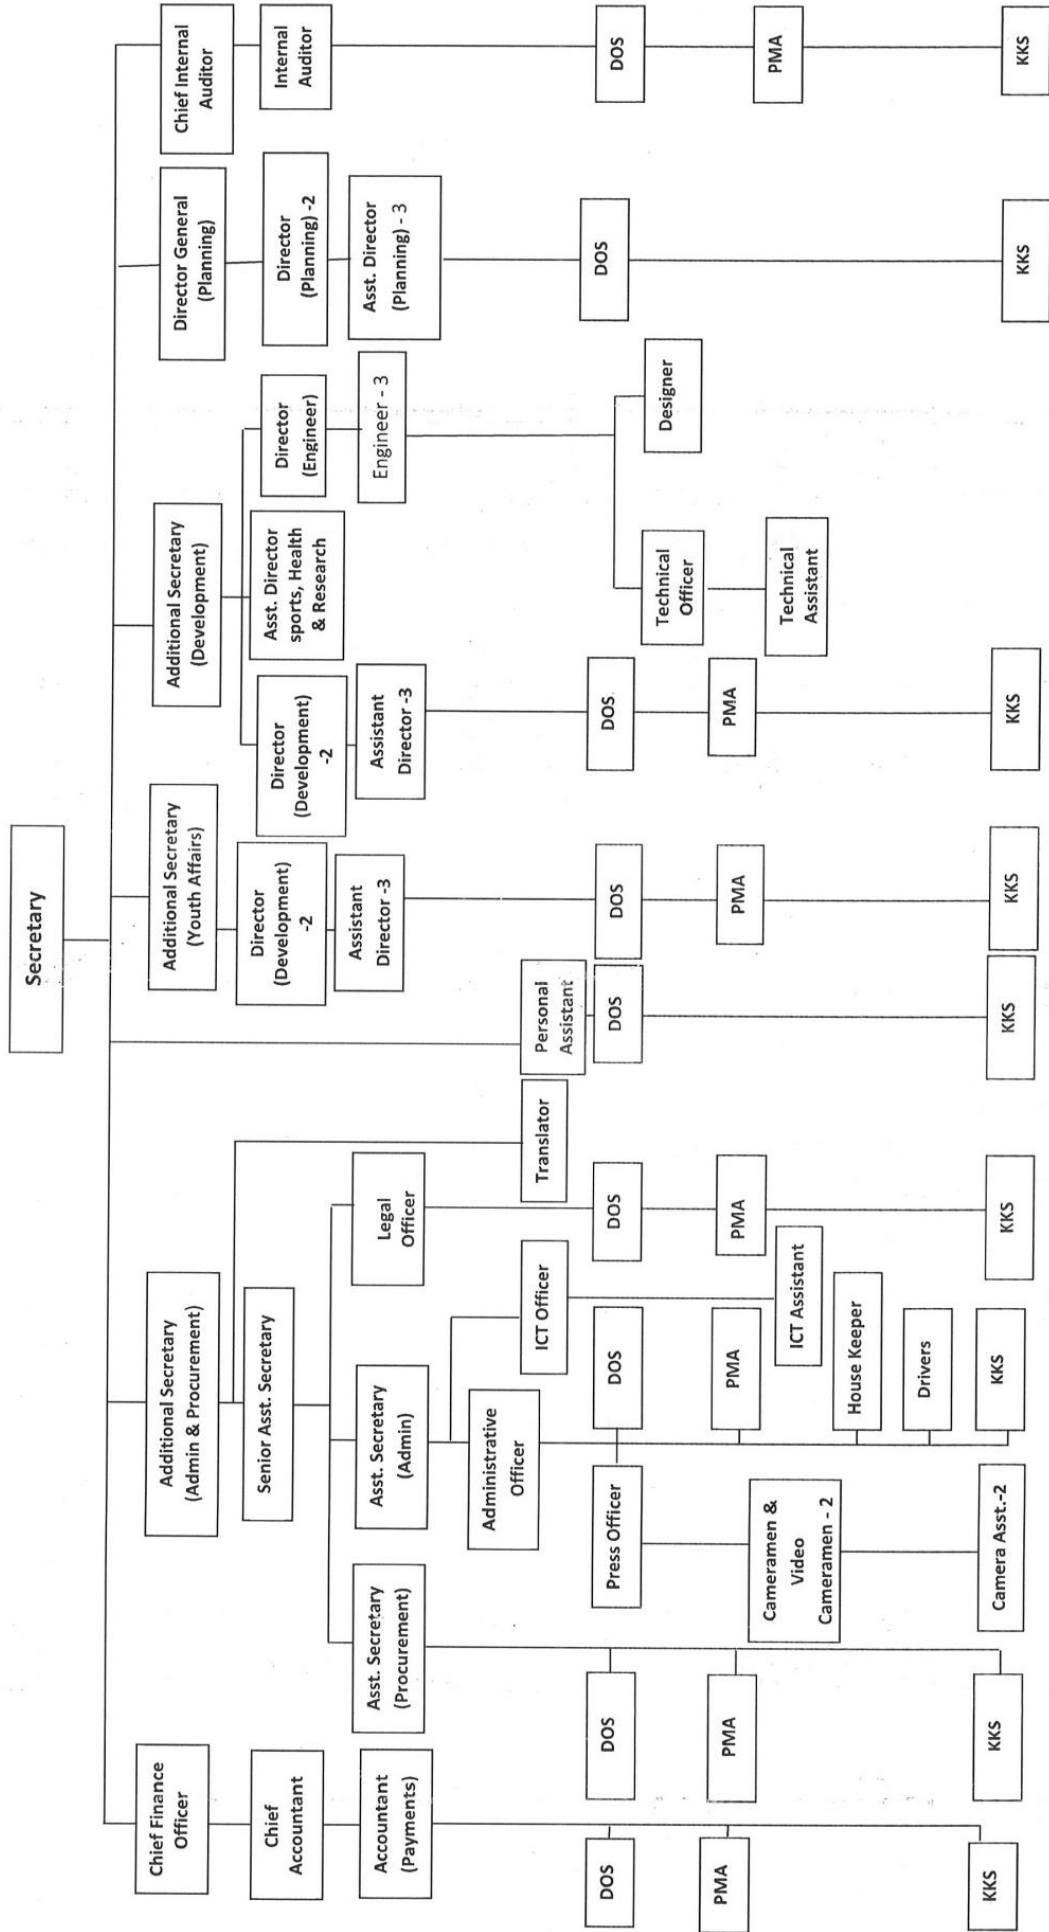 Secretary
Chief Finance
Officer
Chief
Accountant
Accountant
(Payments)
DOS
PMA
KKS
Additional Secretary
(Admin & Procurement)
Senior Asst. Secretary
Asst. Secretary
(Procurement)
DOS
PMA
KKS
Asst. Secretary
(Admin)
Administrative
Officer
Press Officer
Cameramen &
Video
Cameramen - 2
Camera Asst.-2
DOS
PMA
House Keeper
Drivers
KKS
ICT Officer
ICT Assistant
Legal
Officer
DOS
PMA
KKS
Translator
Personal
Assistant
DOS
KKS
Additional Secretary
(Youth Affairs)
Director
(Development)
-2
Assistant
Director -3
DOS
PMA
KKS
Additional Secretary
(Development)
Director
(Development)
-2
Assistant
Director -3
DOS
PMA
KKS
Asst. Director
sports, Health
& Research
Director
(Engineer)
Engineer - 3
Technical
Officer
Technical
Assistant
Designer
Director General
(Planning)
Director
(Planning) -2
Asst. Director
(Planning) - 3
DOS
KKS
Chief Internal
Auditor
Internal
Auditor
DOS
PMA
KKS